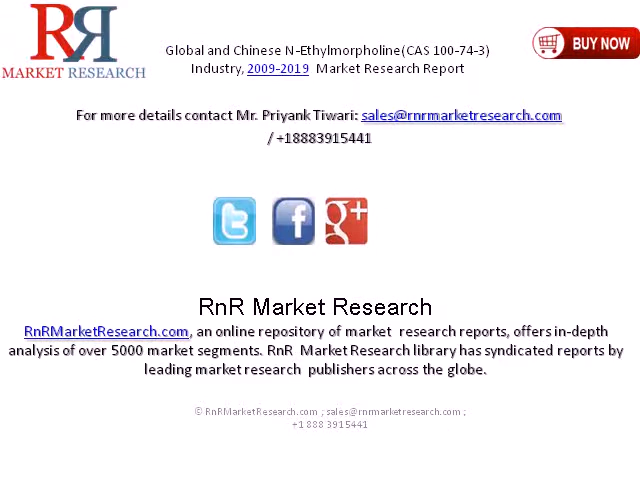 RR
MARKET RESEARCH
Global and Chinese N-Ethylmorpholine(CAS 100-74-3)
Industry, 2009-2019 Market Research Report
BUY NOW
For more details contact Mr. Priyank Tiwari: sales@rnrmarketresearch.com
/ +18883915441
t f g+
RnR Market Research
RnRMarketResearch.com, an online repository of market research reports, offers in-depth
analysis of over 5000 market segments. RnR Market Research library has syndicated reports by
leading market research publishers across the globe.
© RnRMarketResearch.com ; sales@rnrmarketresearch.com ;
+1 888 3915441